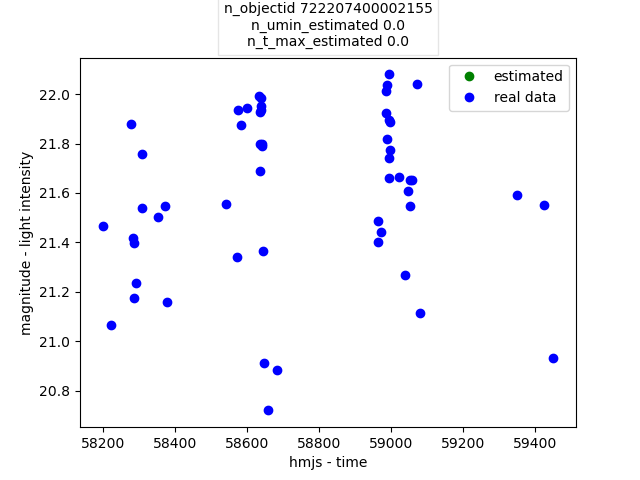 n_objectid 722207400002155
n_umin_estimated 0.0
n_t_max_estimated 0.0
estimated
real data
magnitude - light intensity
22.0
21.8
21.6
21.4
21.2
21.0
20.8
58200 58400 58600 58800 59000 59200 59400
hmjs - time